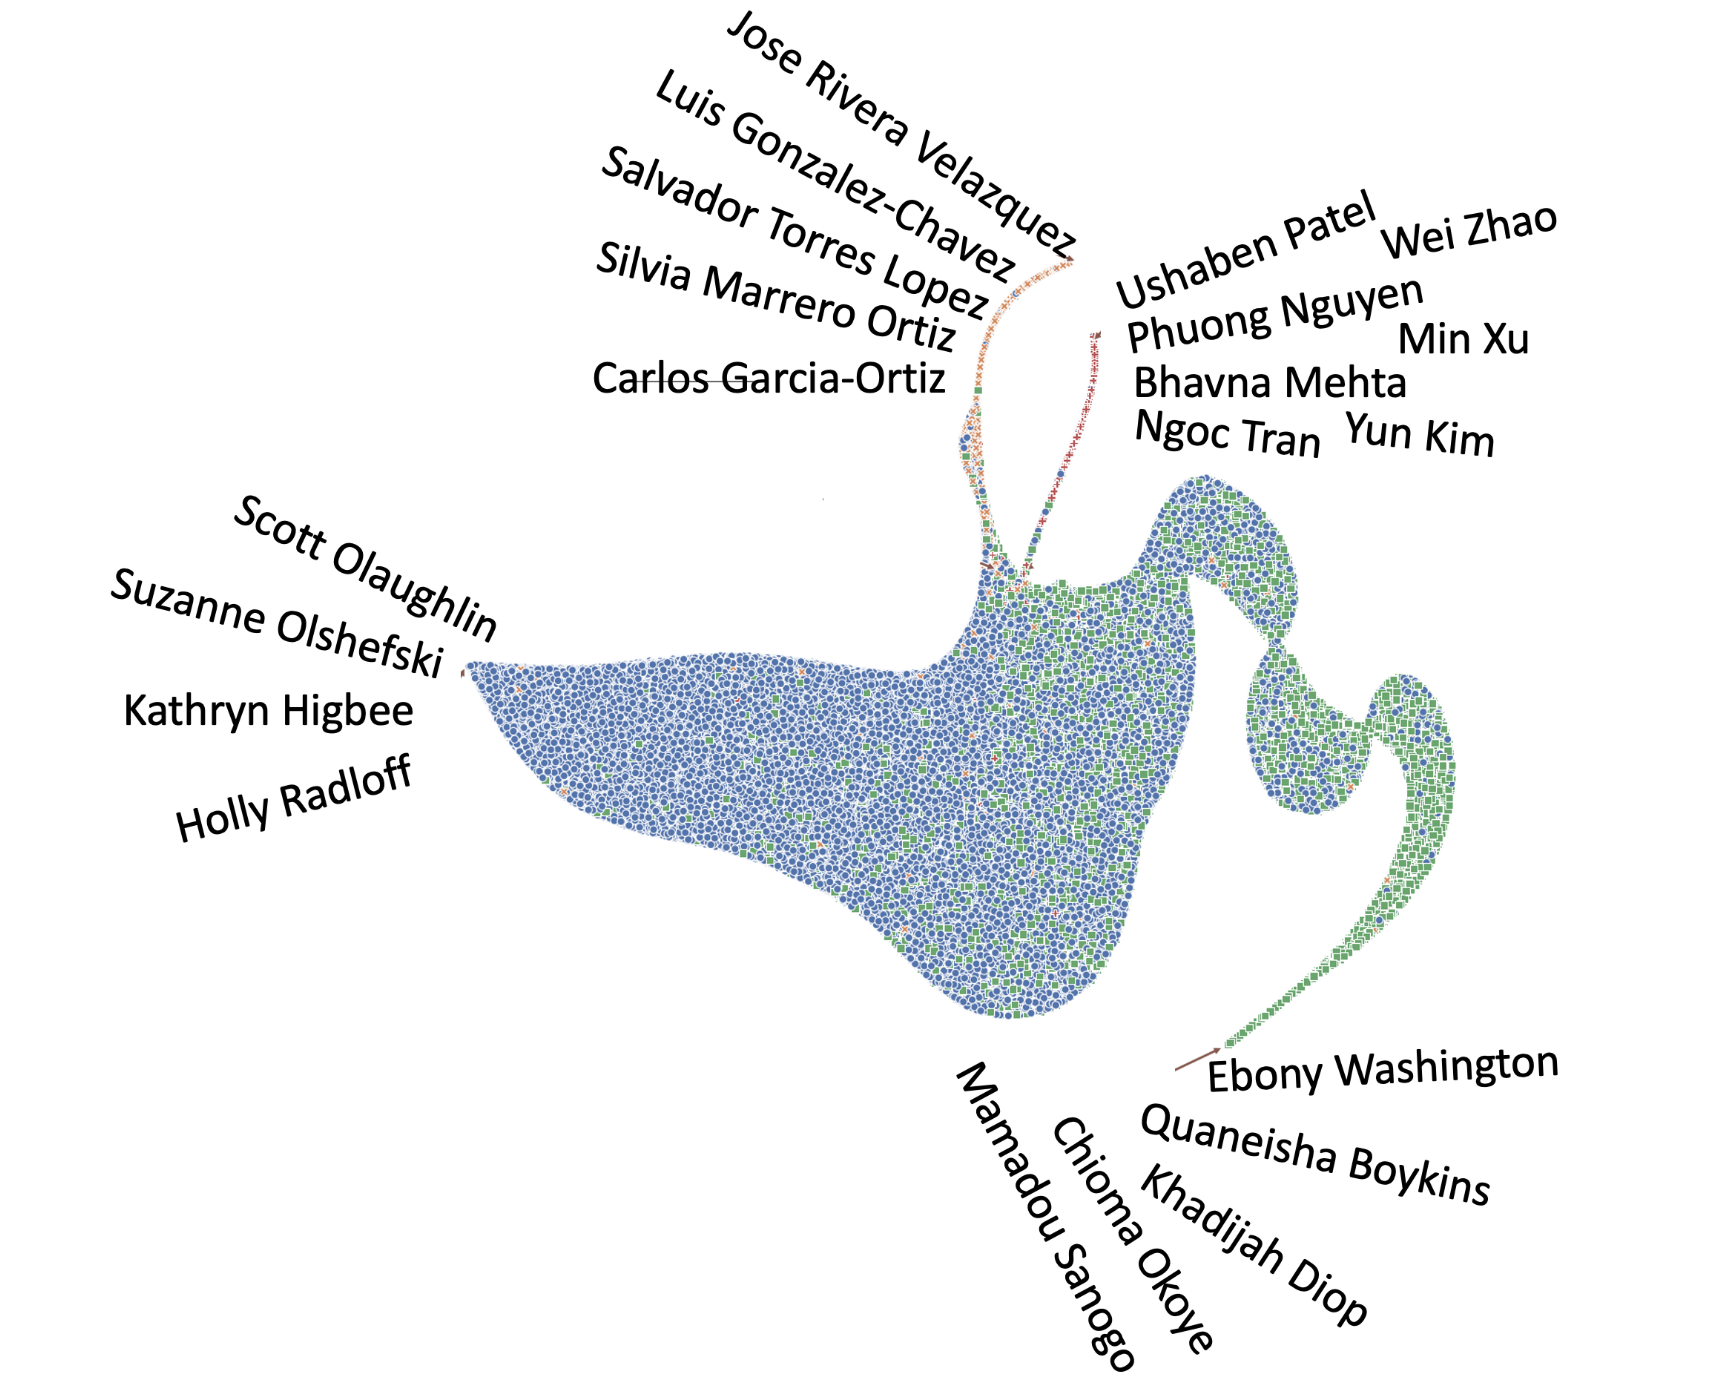 Jose Rivera Velazquez
Luis Gonzalez-Chavez
Salvador Torres Lopez
Silvia Marrero Ortiz
Carlos Garcia-Ortiz
Ushaben Patel
Wei Zhao
Phuong Nguyen
Min Xu
Bhavna Mehta
Ngoc Tran
Yun Kim
Scott Olaughlin
Suzanne Olshefski
Kathryn Higbee
Holly Radloff
Ebony Washington
Quaneisha Boykins
Khadijah Diop
Chioma Okoye
Mamadou Sanogo